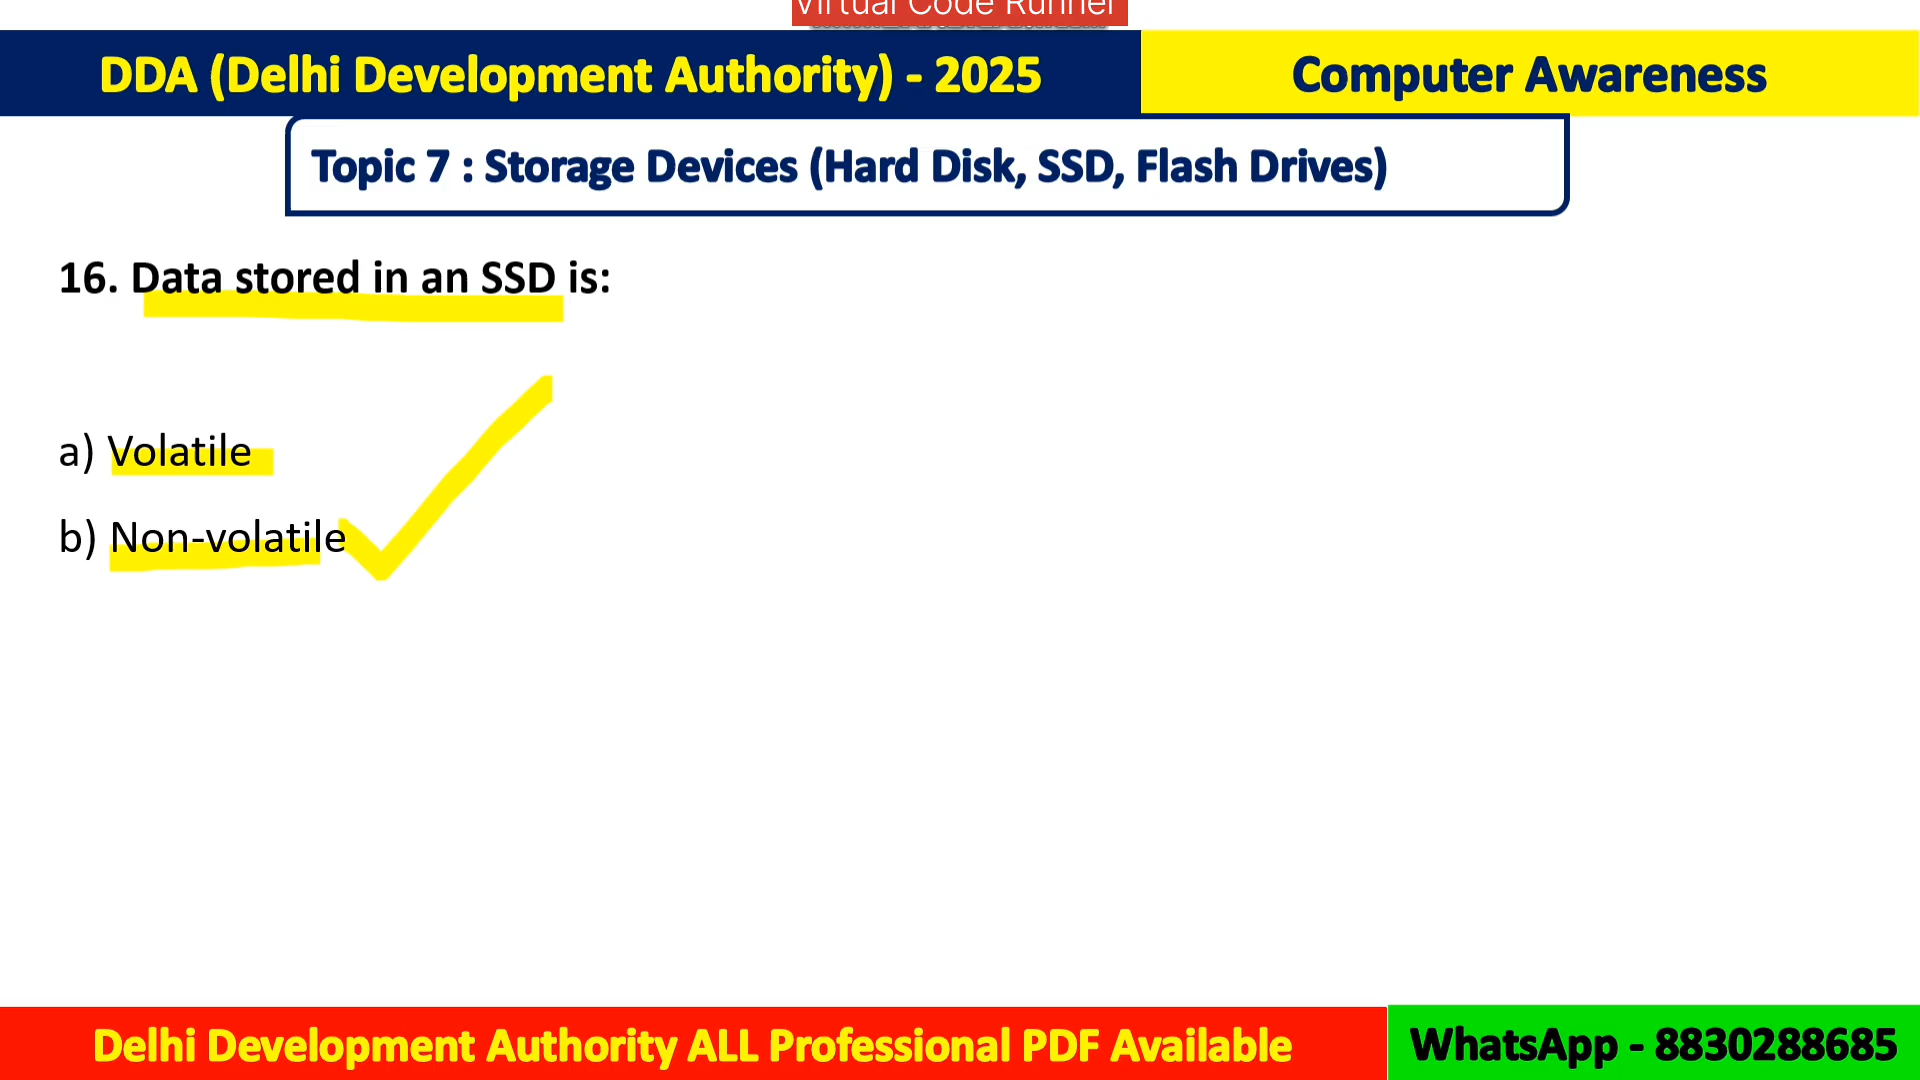 Virtual Code Runner
DDA (Delhi Development Authority) - 2025
Computer Awareness
Topic 7 : Storage Devices (Hard Disk, SSD, Flash Drives)
16. Data stored in an SSD is:
a) Volatile
b) Non-volatile
Delhi Development Authority ALL Professional PDF Available
WhatsApp - 8830288685